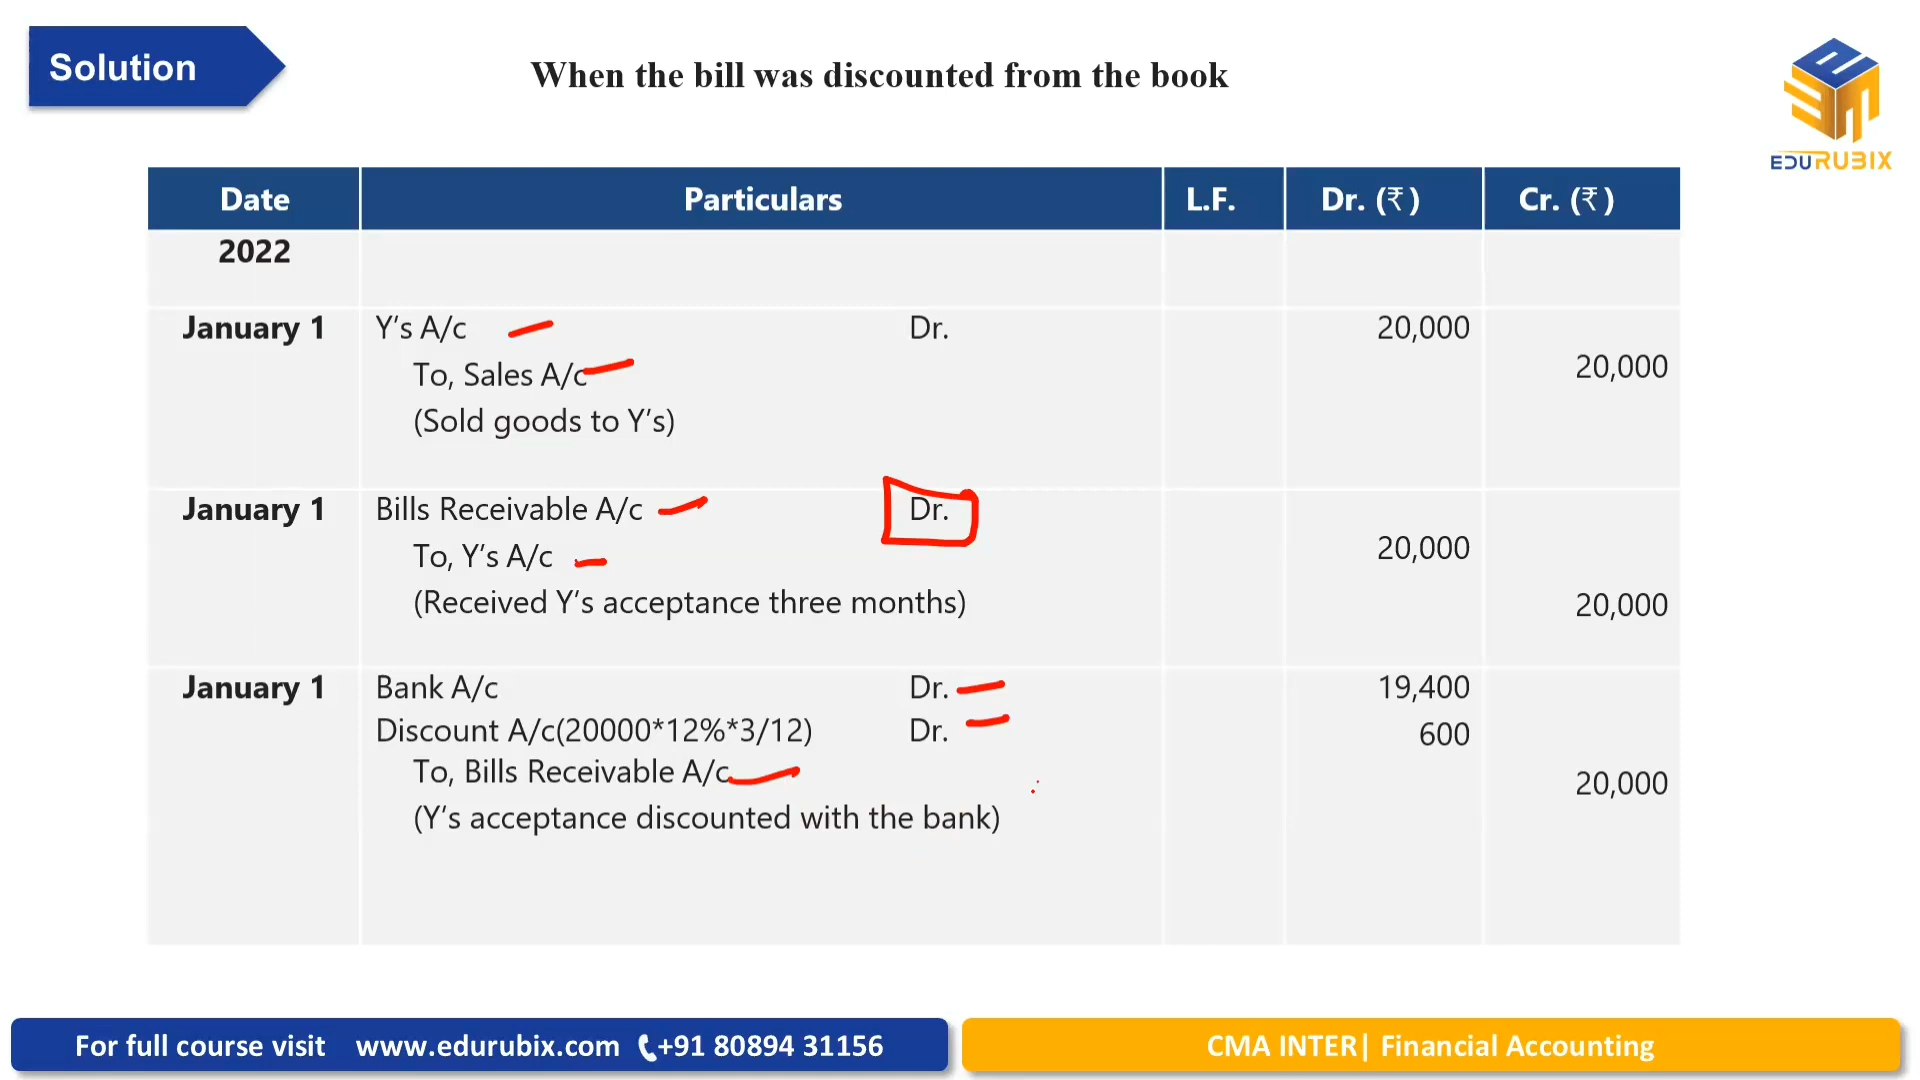 Solution
When the bill was discounted from the book
EDURUBIX
Date Particulars L.F. Dr. (₹) Cr. (₹)
2022
January 1 Y's A/c Dr. 20,000
To, Sales A/c 20,000
(Sold goods to Y's)
January 1 Bills Receivable A/c Dr.
To, Y's A/c 20,000
(Received Y's acceptance three months) 20,000
January 1 Bank A/c Dr. 19,400
Discount A/c(20000*12%*3/12) Dr. 600
To, Bills Receivable A/c 20,000
(Y's acceptance discounted with the bank)
For full course visit www.edurubix.com +91 80894 31156
CMA INTER| Financial Accounting